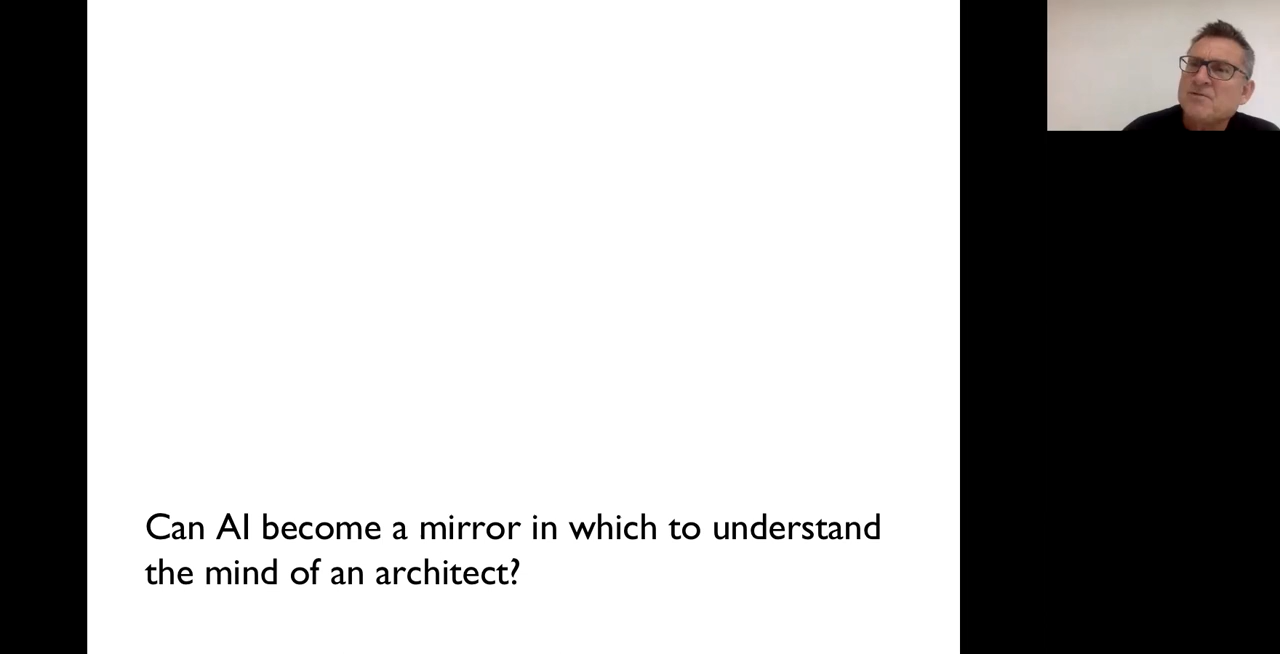 Can AI become a mirror in which to understand
the mind of an architect?